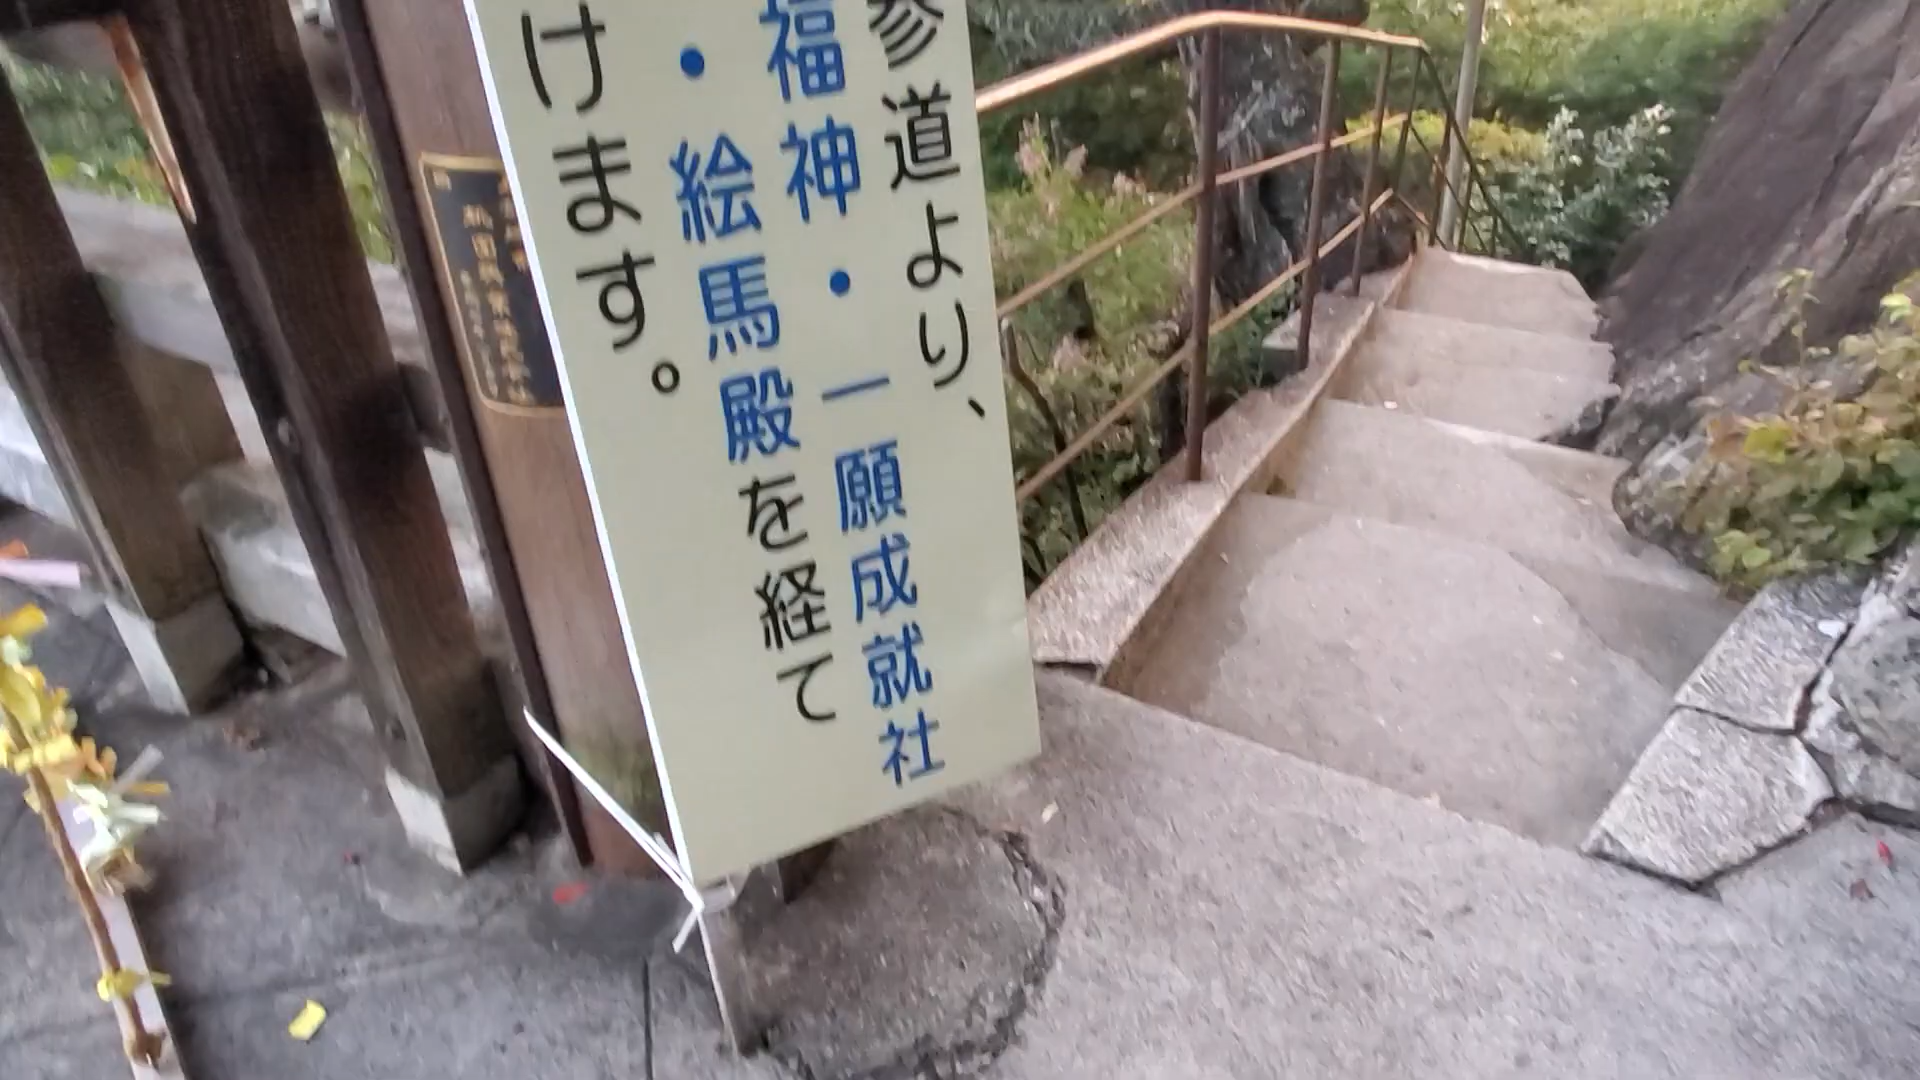 参道より、
福神・一願成就社
・絵馬殿を経て
けます。